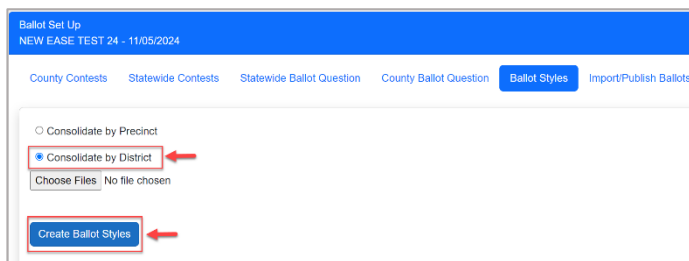 Ballot Set Up
NEW EASE TEST 24 - 11/05/2024
County Contests Statewide Contests Statewide Ballot Question County Ballot Question Ballot Styles Import/Publish Ballots
Consolidate by Precinct
Consolidate by District
Choose Files No file chosen
Create Ballot Styles